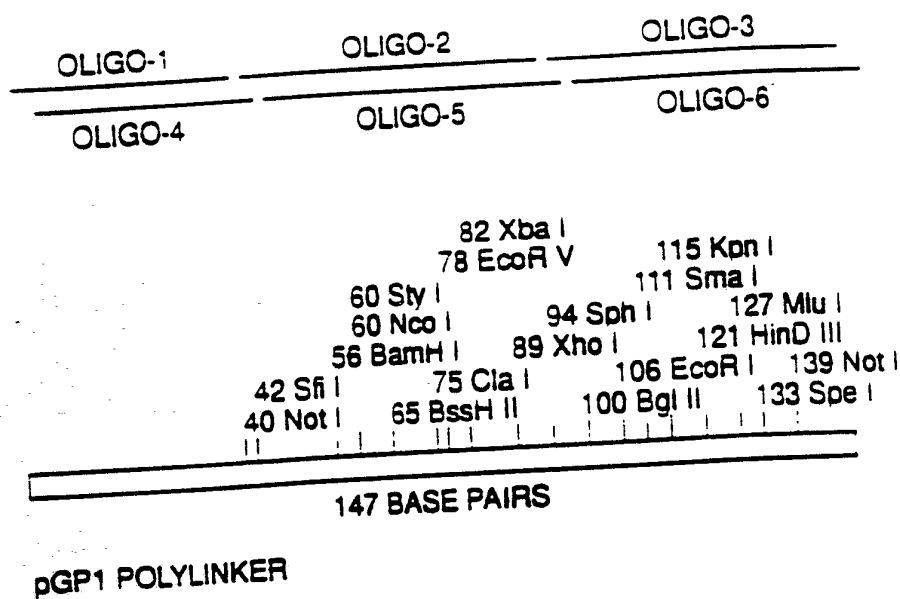 OLIGO-1 OLIGO-2 OLIGO-3
OLIGO-4 OLIGO-5 OLIGO-6
82 Xba I
78 EcoR V 115 Kpn I
60 Sty I 111 Sma I
60 Nco I 94 Sph I 127 Mlu I
56 BamH I 89 Xho I 121 HinD III
42 Sfi I 75 Cla I 106 EcoR I 139 Not I
40 Not I 65 BssH II 100 Bgl II 133 Spe I
147 BASE PAIRS
pGP1 POLYLINKER